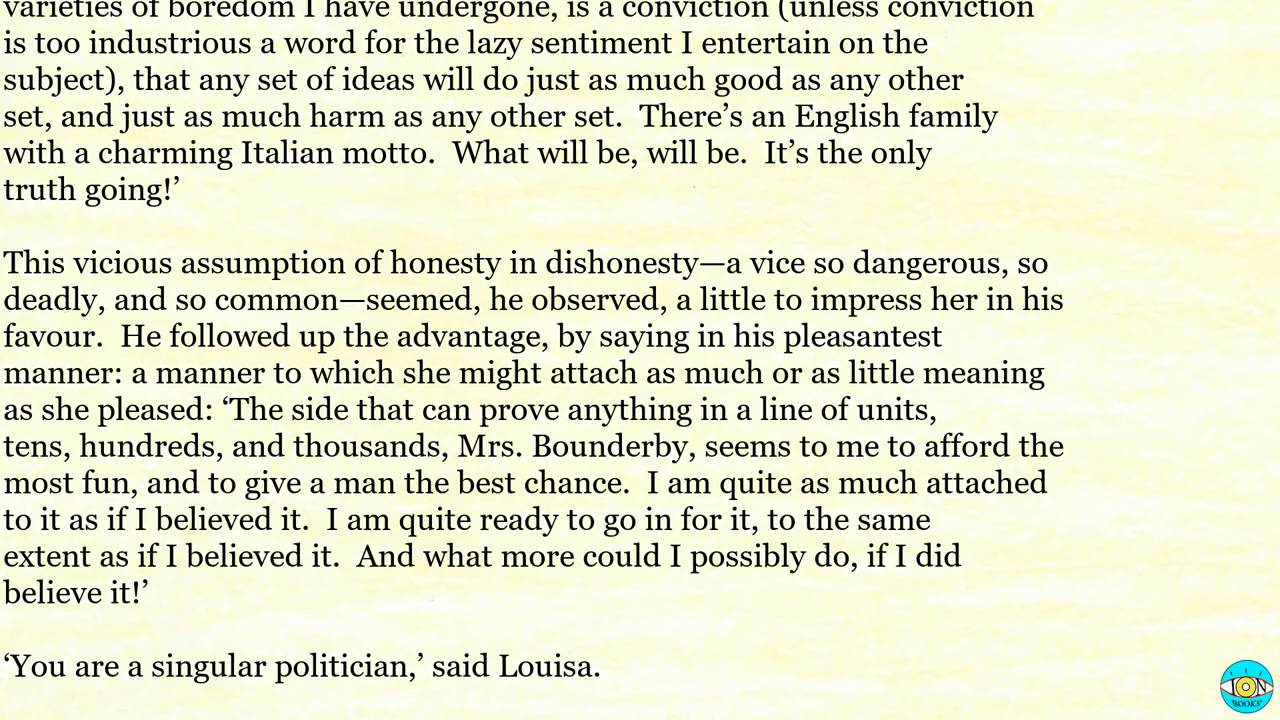 varieties of boredom I have undergone, is a conviction (unless conviction
is too industrious a word for the lazy sentiment I entertain on the
subject), that any set of ideas will do just as much good as any other
set, and just as much harm as any other set.  There’s an English family
with a charming Italian motto.  What will be, will be.  It’s the only
truth going!’
This vicious assumption of honesty in dishonesty—a vice so dangerous, so
deadly, and so common—seemed, he observed, a little to impress her in his
favour.  He followed up the advantage, by saying in his pleasantest
manner: a manner to which she might attach as much or as little meaning
as she pleased: ‘The side that can prove anything in a line of units,
tens, hundreds, and thousands, Mrs. Bounderby, seems to me to afford the
most fun, and to give a man the best chance.  I am quite as much attached
to it as if I believed it.  I am quite ready to go in for it, to the same
extent as if I believed it.  And what more could I possibly do, if I did
believe it!’
‘You are a singular politician,’ said Louisa.
ION
BOOKS